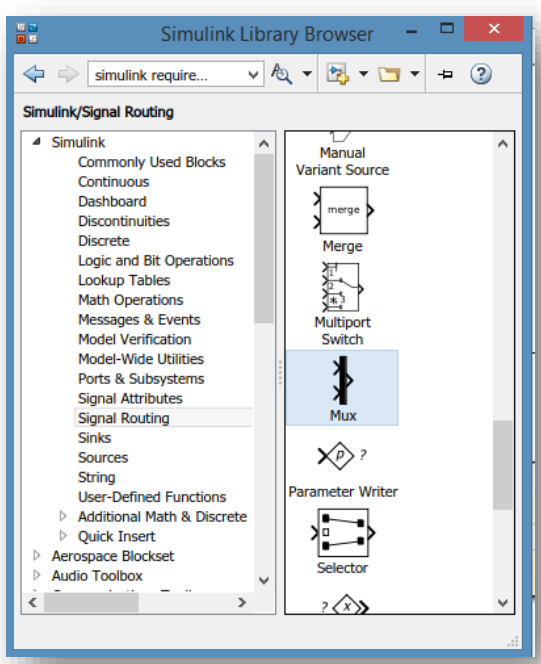 Simulink Library Browser
simulink require...
Simulink/Signal Routing
Simulink
Commonly Used Blocks
Continuous
Dashboard
Discontinuities
Discrete
Logic and Bit Operations
Lookup Tables
Math Operations
Messages & Events
Model Verification
Model-Wide Utilities
Ports & Subsystems
Signal Attributes
Signal Routing
Sinks
Sources
String
User-Defined Functions
Additional Math & Discrete
Quick Insert
Aerospace Blockset
Audio Toolbox
Manual
Variant Source
merge
Merge
1
2
* 3
Multiport
Switch
Mux
p ?
Parameter Writer
Selector
? x